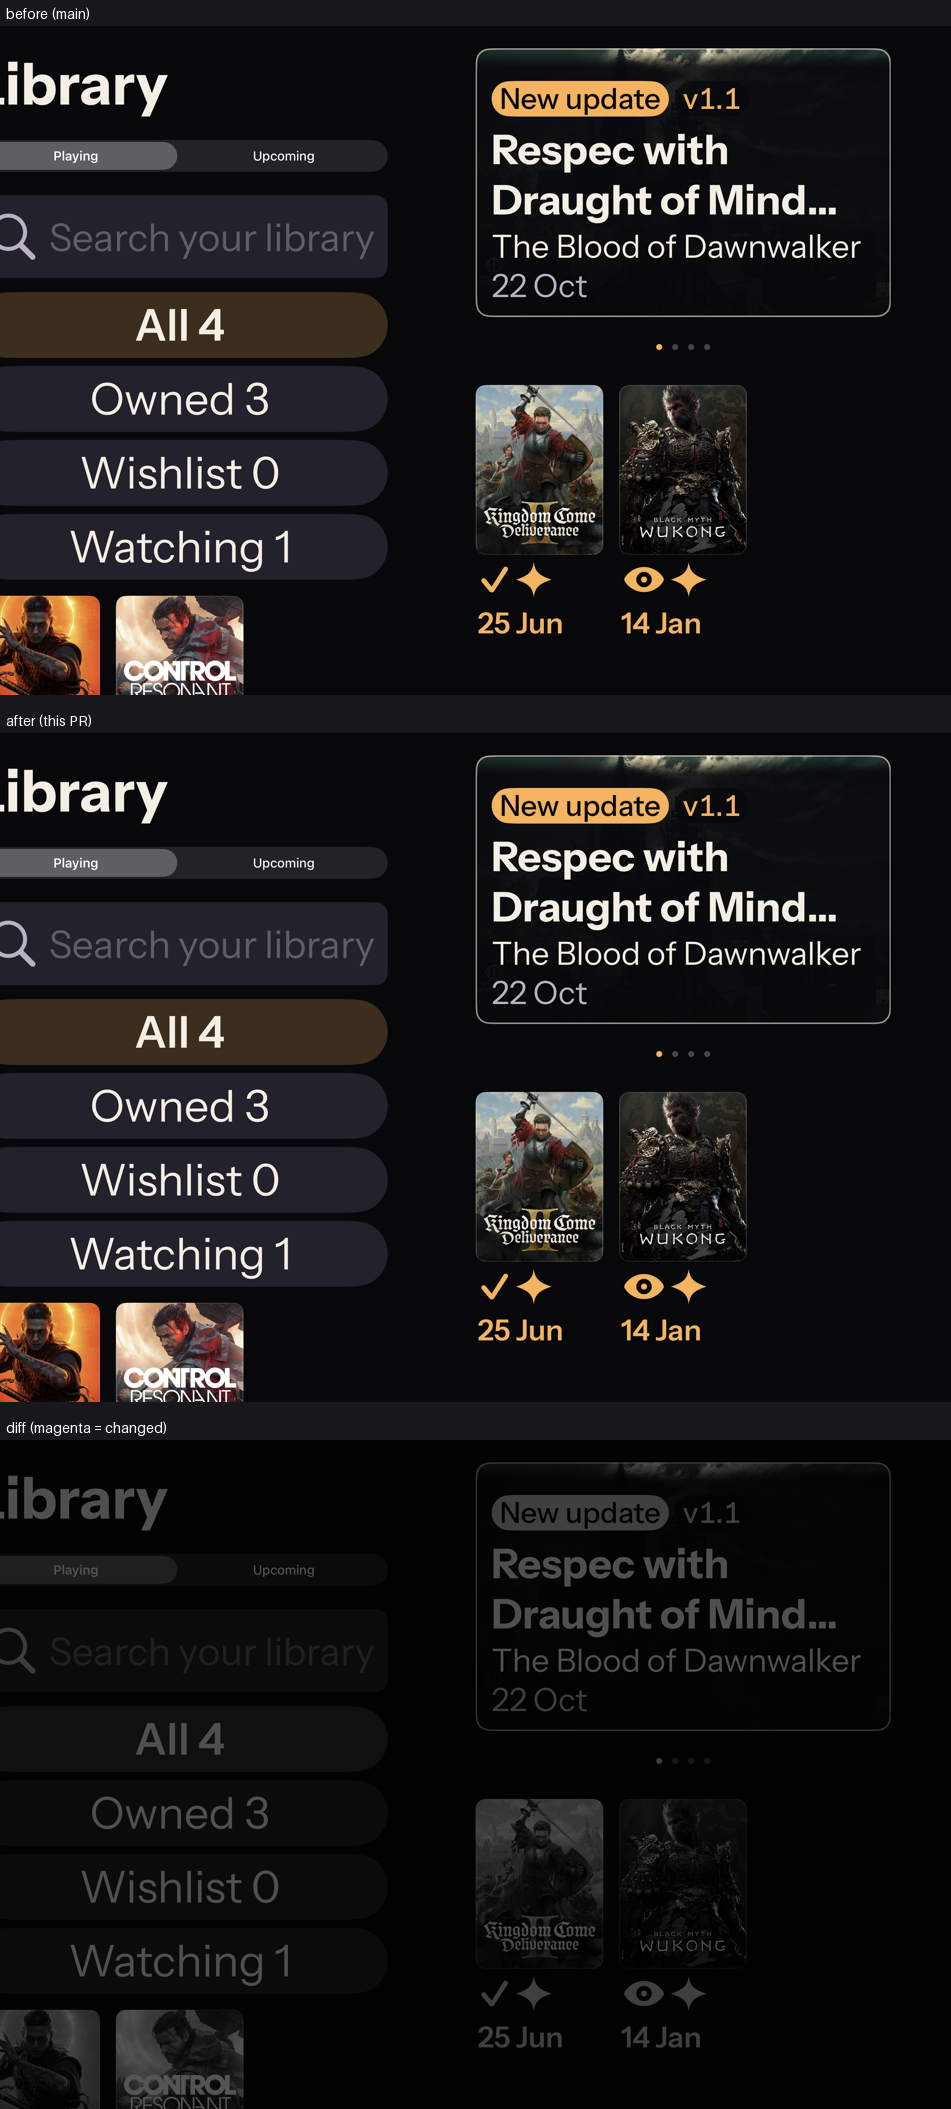 before (main)
Library
Playing
Upcoming
Search your library
All 4
Owned 3
Wishlist 0
Watching 1
CONTROL
RESONANT
New update v1.1
Respec with
Draught of Mind...
The Blood of Dawnwalker
22 Oct
Kingdom Come
II
Deliverance
BLACK MYTH
WUKONG
25 Jun
14 Jan
after (this PR)
Library
Playing
Upcoming
Search your library
All 4
Owned 3
Wishlist 0
Watching 1
CONTROL
RESONANT
New update v1.1
Respec with
Draught of Mind...
The Blood of Dawnwalker
22 Oct
Kingdom Come
II
Deliverance
BLACK MYTH
WUKONG
25 Jun
14 Jan
diff (magenta = changed)
Library
Playing
Upcoming
Search your library
All 4
Owned 3
Wishlist 0
Watching 1
CONTROL
RESONANT
New update v1.1
Respec with
Draught of Mind...
The Blood of Dawnwalker
22 Oct
Kingdom Come
II
Deliverance
BLACK MYTH
WUKONG
25 Jun
14 Jan